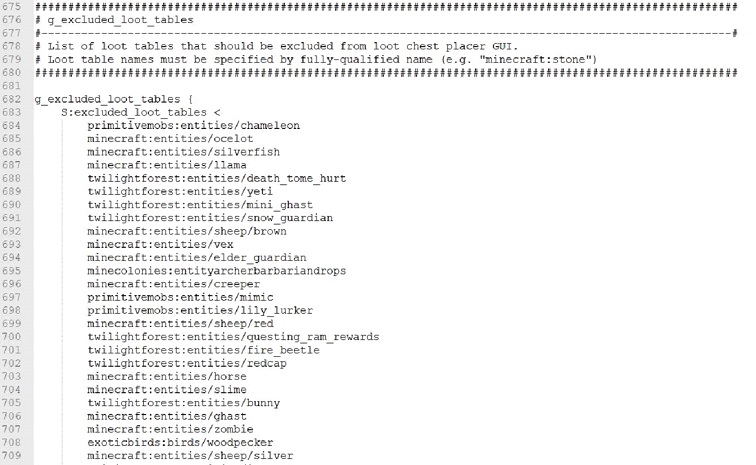 675 ##########################################################################################################
676 # g_excluded_loot_tables
677 #--------------------------------------------------------------------------------------------------------#
678 # List of loot tables that should be excluded from loot chest placer GUI.
679 # Loot table names must be specified by fully-qualified name (e.g. "minecraft:stone")
680 ##########################################################################################################
681
682 g_excluded_loot_tables {
683 S:excluded_loot_tables <
684 primitivemobs:entities/chameleon
685 minecraft:entities/ocelot
686 minecraft:entities/silverfish
687 minecraft:entities/llama
688 twilightforest:entities/death_tome_hurt
689 twilightforest:entities/yeti
690 twilightforest:entities/mini_ghast
691 twilightforest:entities/snow_guardian
692 minecraft:entities/sheep/brown
693 minecraft:entities/vex
694 minecraft:entities/elder_guardian
695 minecolonies:entityarcherbarbariandrops
696 minecraft:entities/creeper
697 primitivemobs:entities/mimic
698 primitivemobs:entities/lily_lurker
699 minecraft:entities/sheep/red
700 twilightforest:entities/questing_ram_rewards
701 twilightforest:entities/fire_beetle
702 twilightforest:entities/redcap
703 minecraft:entities/horse
704 minecraft:entities/slime
705 twilightforest:entities/bunny
706 minecraft:entities/ghast
707 minecraft:entities/zombie
708 exoticbirds:birds/woodpecker
709 minecraft:entities/sheep/silver